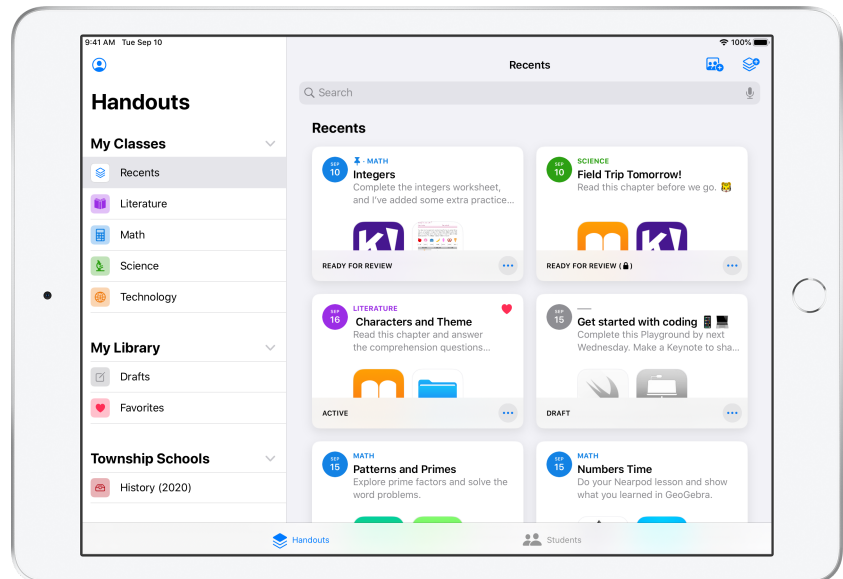 9:41 AM Tue Sep 10
100%
Handouts
My Classes
Recents
Literature
Math
Science
Technology
My Library
Drafts
Favorites
Township Schools
History (2020)
Recents
Search
Recents
SEP
10
MATH
Integers
Complete the integers worksheet,
and I've added some extra practice...
K!
READY FOR REVIEW
SEP
10
SCIENCE
Field Trip Tomorrow!
Read this chapter before we go. 🐯
K!
READY FOR REVIEW (🔒)
SEP
16
LITERATURE
Characters and Theme
Read this chapter and answer
the comprehension questions...
ACTIVE
SEP
15
Get started with coding 📱 💻
Complete this Playground by next
Wednesday. Make a Keynote to sha...
DRAFT
SEP
15
MATH
Patterns and Primes
Explore prime factors and solve the
word problems.
SEP
15
MATH
Numbers Time
Do your Nearpod lesson and show
what you learned in GeoGebra.
Handouts
Students